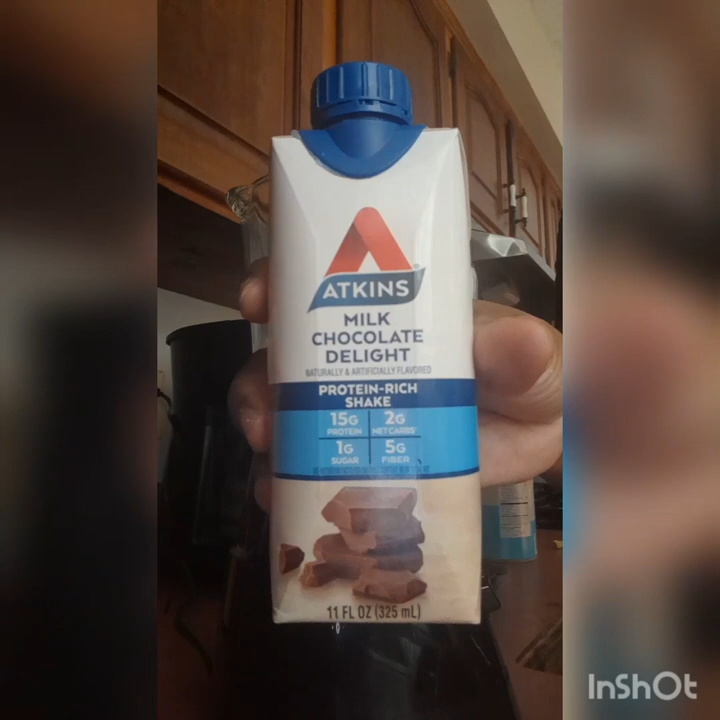 ATKINS®
MILK
CHOCOLATE
DELIGHT
NATURALLY & ARTIFICIALLY FLAVORED
PROTEIN-RICH
SHAKE
15G
PROTEIN
2G
NET CARBS*
1G
SUGAR
5G
FIBER
11 FL OZ (325 mL)
InShOt